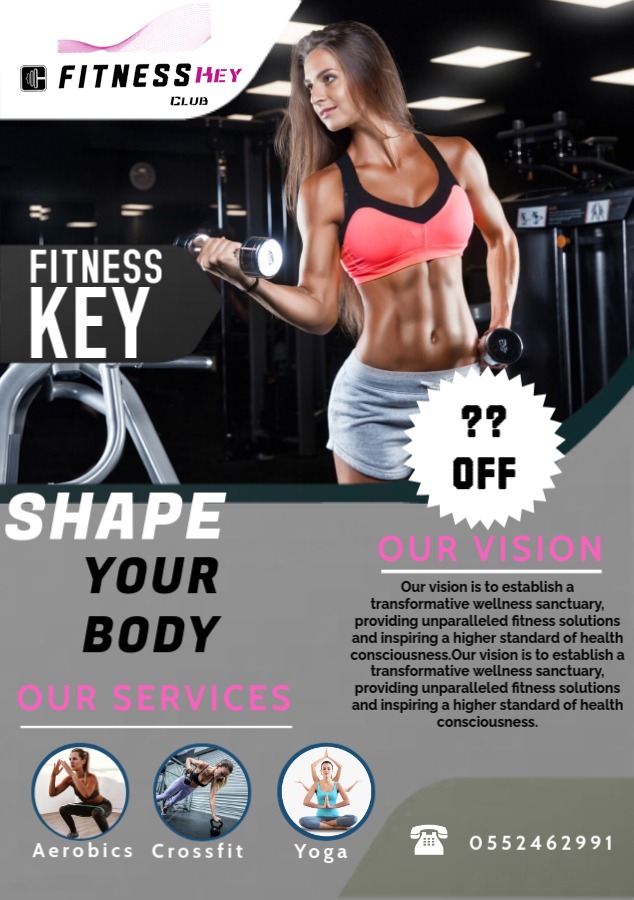 FITNESS KEY
CLUB
FITNESS
KEY
??
OFF
SHAPE
YOUR
BODY
OUR VISION
Our vision is to establish a
transformative wellness sanctuary,
providing unparalleled fitness solutions
and inspiring a higher standard of health
consciousness.Our vision is to establish a
transformative wellness sanctuary,
providing unparalleled fitness solutions
and inspiring a higher standard of health
consciousness.
OUR SERVICES
Aerobics Crossfit Yoga
0552462991